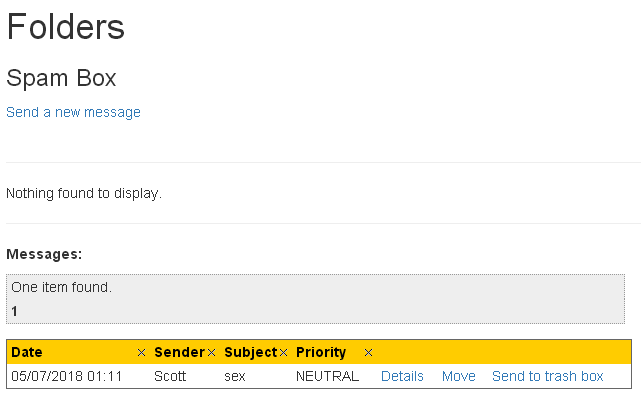 Folders
Spam Box
Send a new message
Nothing found to display.
Messages:
One item found.
1
Date Sender Subject Priority
05/07/2018 01:11 Scott sex NEUTRAL Details Move Send to trash box